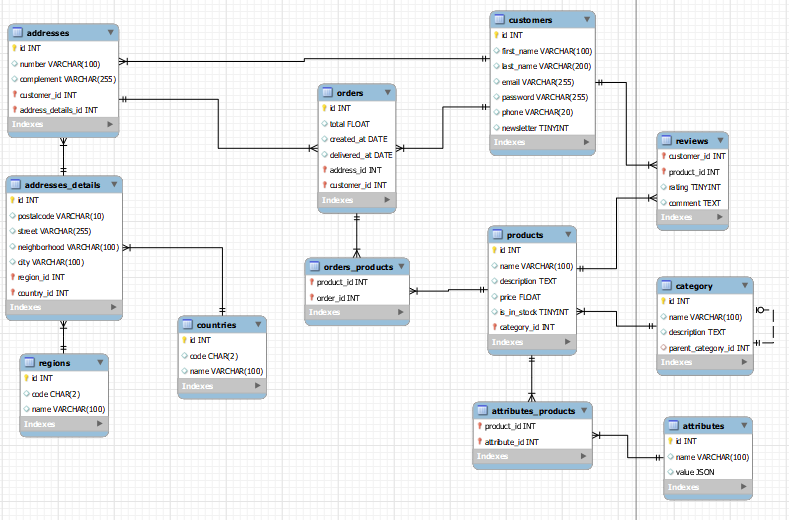 addresses
id INT
number VARCHAR(100)
complement VARCHAR(255)
customer_id INT
address_details_id INT
Indexes
customers
id INT
first_name VARCHAR(100)
last_name VARCHAR(200)
email VARCHAR(255)
password VARCHAR(255)
phone VARCHAR(20)
newsletter TINYINT
Indexes
orders
id INT
total FLOAT
created_at DATE
delivered_at DATE
address_id INT
customer_id INT
Indexes
reviews
customer_id INT
product_id INT
rating TINYINT
comment TEXT
Indexes
addresses_details
id INT
postalcode VARCHAR(10)
street VARCHAR(255)
neighborhood VARCHAR(100)
city VARCHAR(100)
region_id INT
country_id INT
Indexes
orders_products
product_id INT
order_id INT
Indexes
products
id INT
name VARCHAR(100)
description TEXT
price FLOAT
is_in_stock TINYINT
category_id INT
Indexes
category
id INT
name VARCHAR(100)
description TEXT
parent_category_id INT
Indexes
countries
id INT
code CHAR(2)
name VARCHAR(100)
Indexes
regions
id INT
code CHAR(2)
name VARCHAR(100)
Indexes
attributes_products
product_id INT
attribute_id INT
Indexes
attributes
id INT
name VARCHAR(100)
value JSON
Indexes